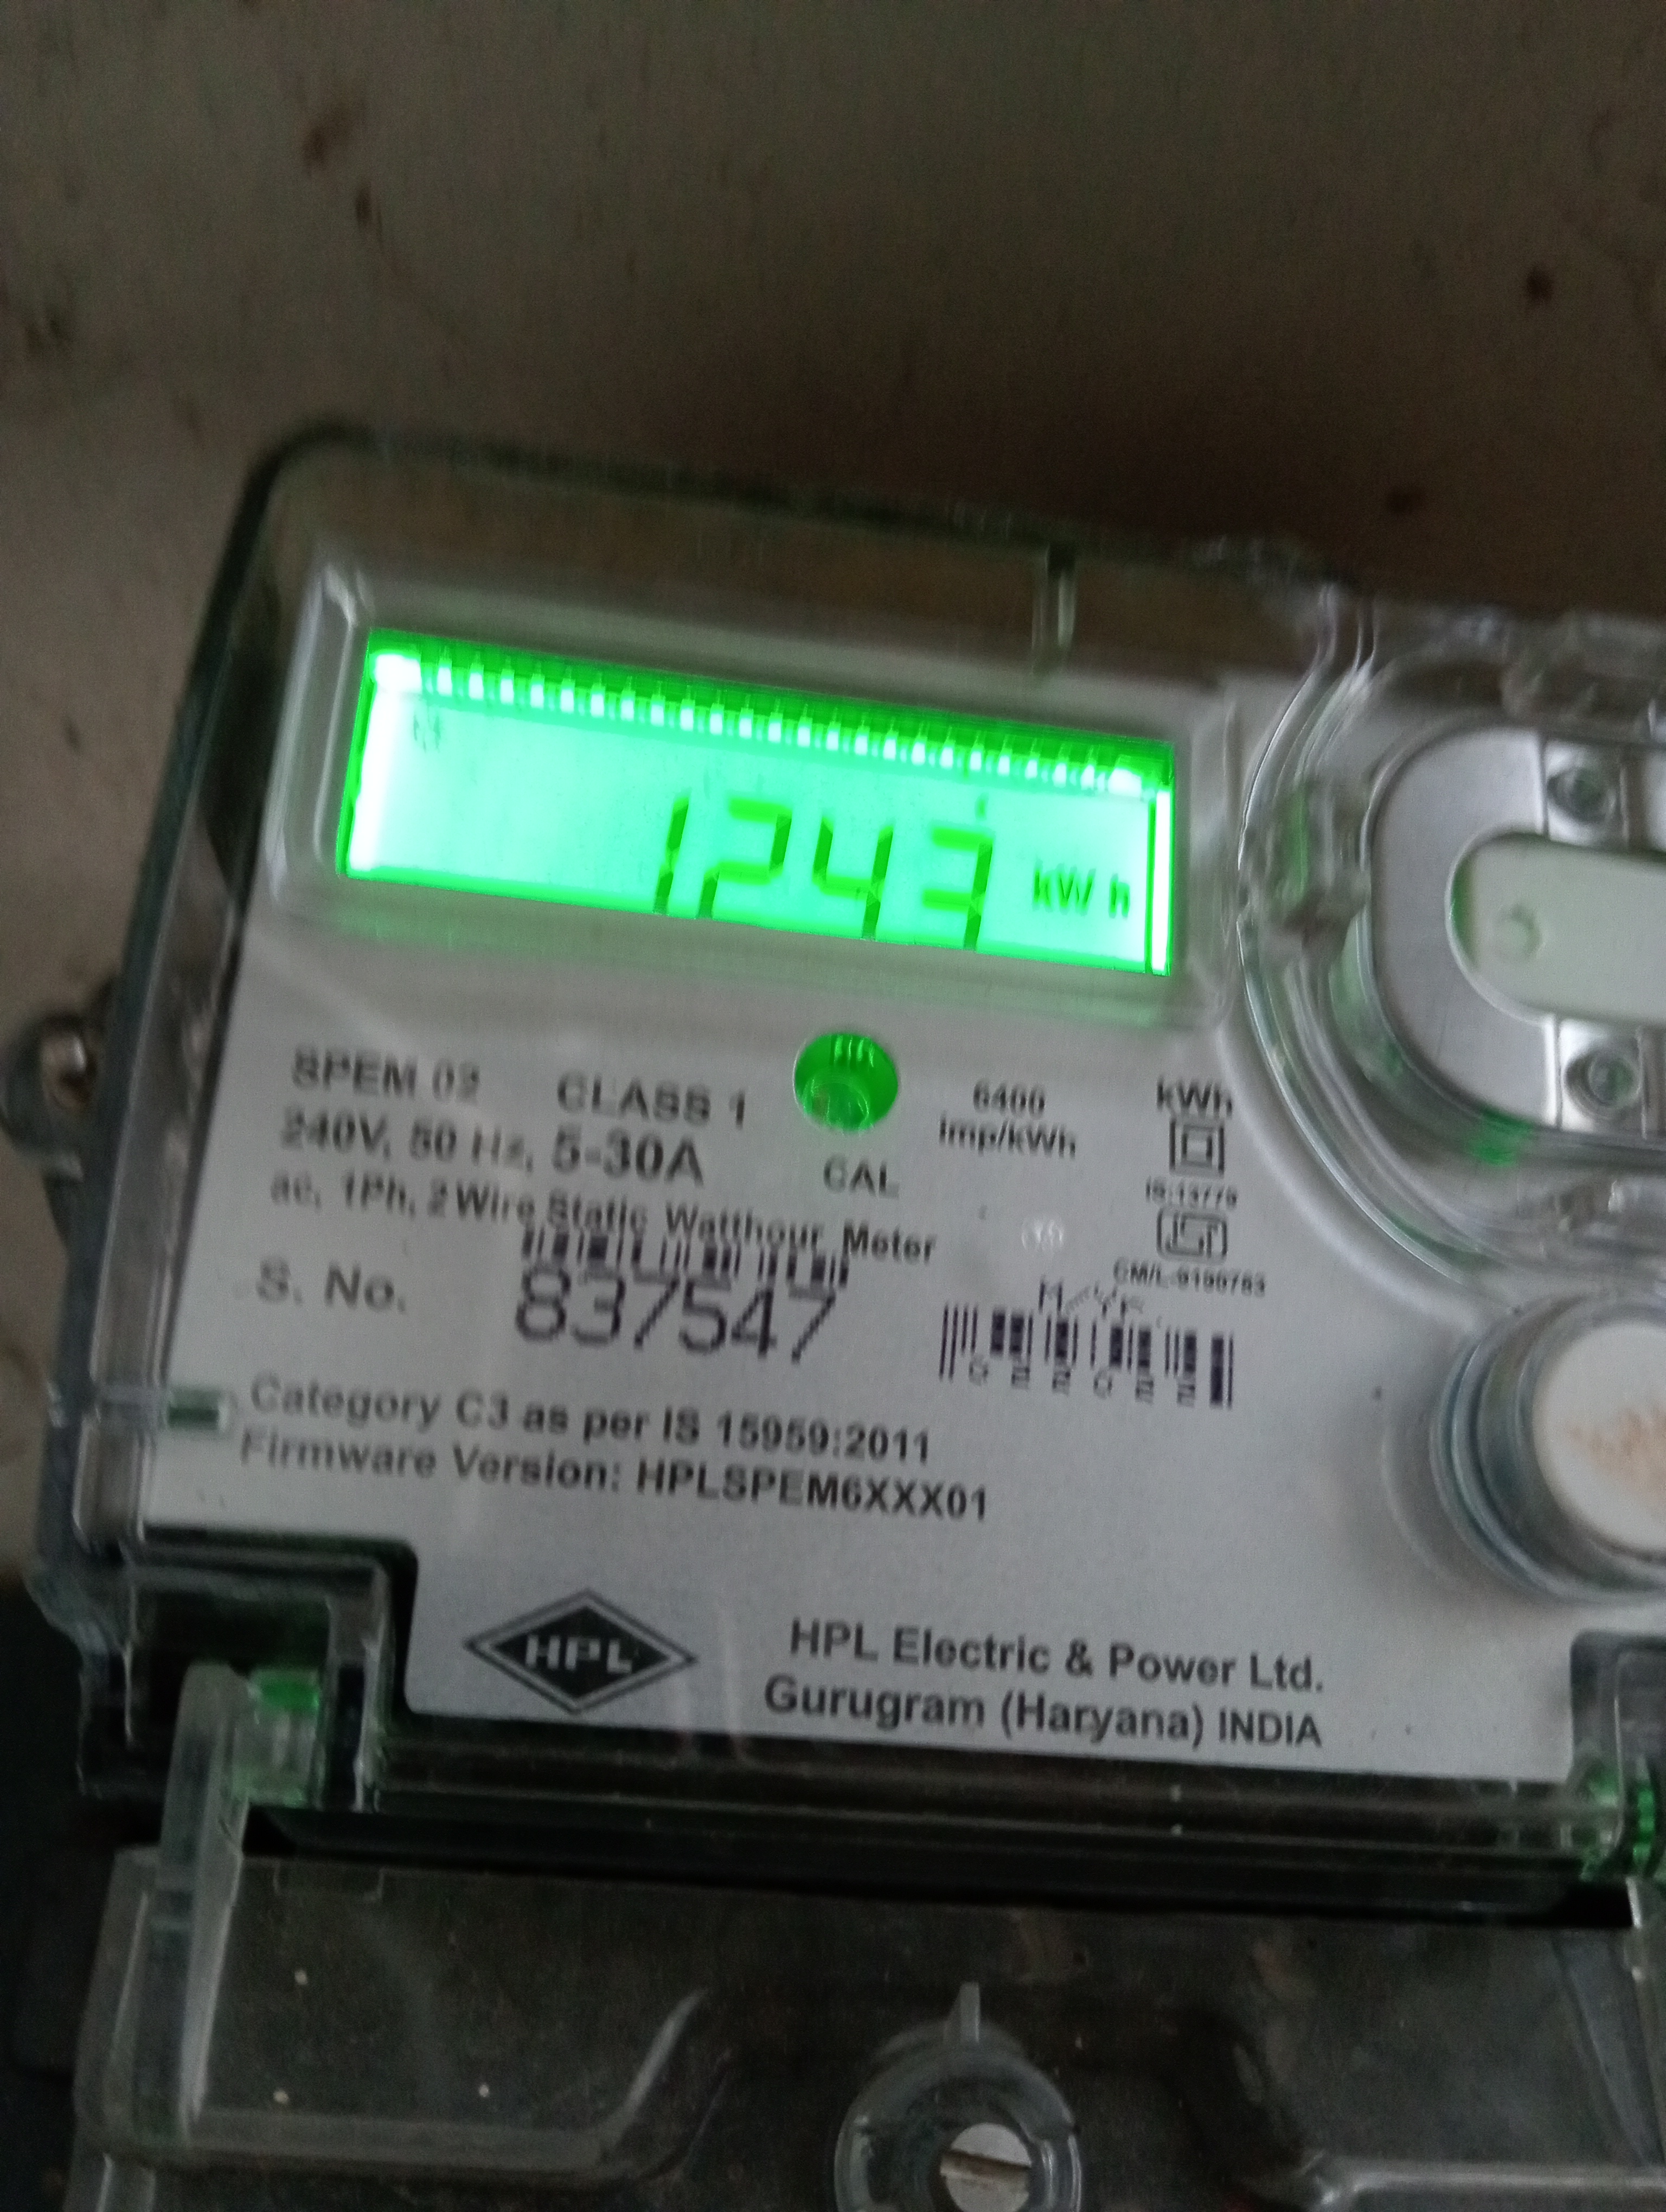 1243 kWh
SPEM 02 CLASS 1
240V, 50 Hz, 5-30A
ac, 1Ph, 2 Wire Static Watthour Meter
CAL
6400
imp/kWh
kWh
IS:13779
S. No. 837547
Category C3 as per IS 15959:2011
Firmware Version: HPLSPEM6XXX01
HPL
HPL Electric & Power Ltd.
Gurugram (Haryana) INDIA